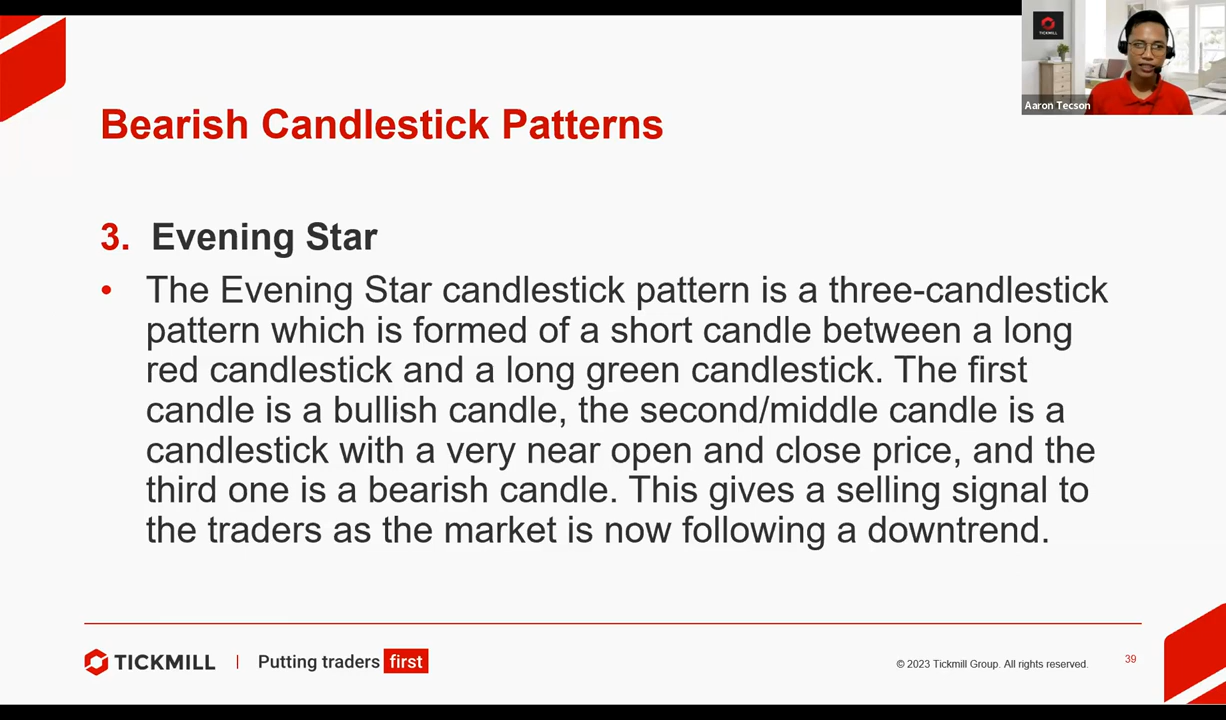 TICKMILL
Aaron Tecson
Bearish Candlestick Patterns
3. Evening Star
• The Evening Star candlestick pattern is a three-candlestick
pattern which is formed of a short candle between a long
red candlestick and a long green candlestick. The first
candle is a bullish candle, the second/middle candle is a
candlestick with a very near open and close price, and the
third one is a bearish candle. This gives a selling signal to
the traders as the market is now following a downtrend.
TICKMILL | Putting traders first
© 2023 Tickmill Group. All rights reserved.
39